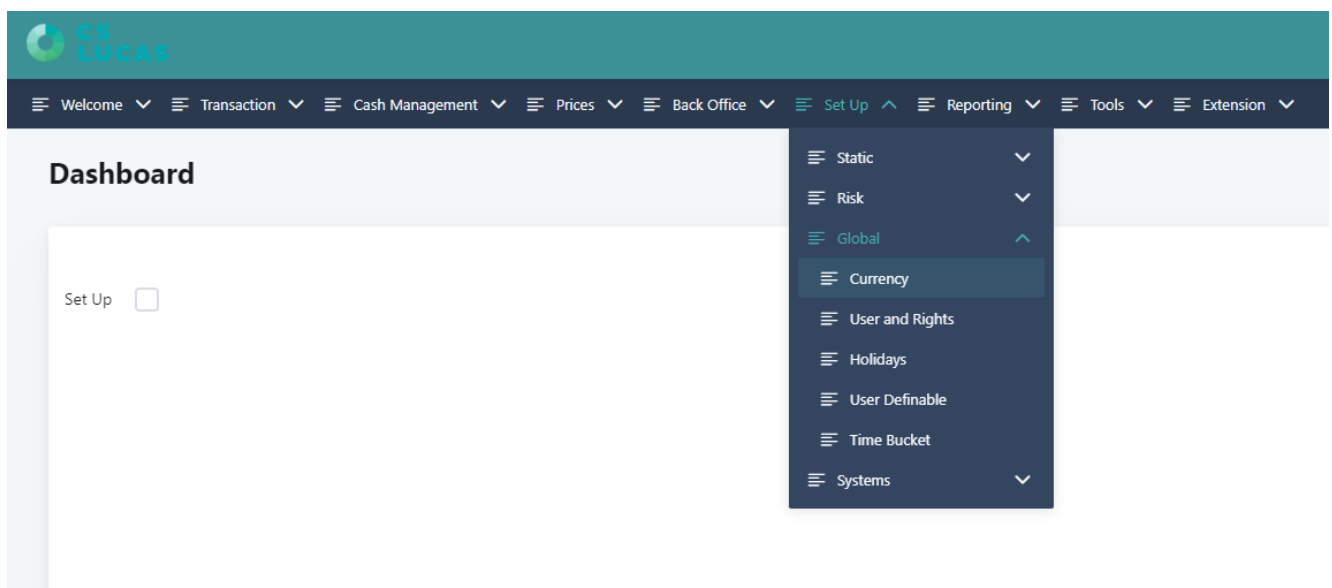 CS
LUCAS
Welcome Transaction Cash Management Prices Back Office Set Up Reporting Tools Extension
Dashboard
Set Up
Static
Risk
Global
Currency
User and Rights
Holidays
User Definable
Time Bucket
Systems